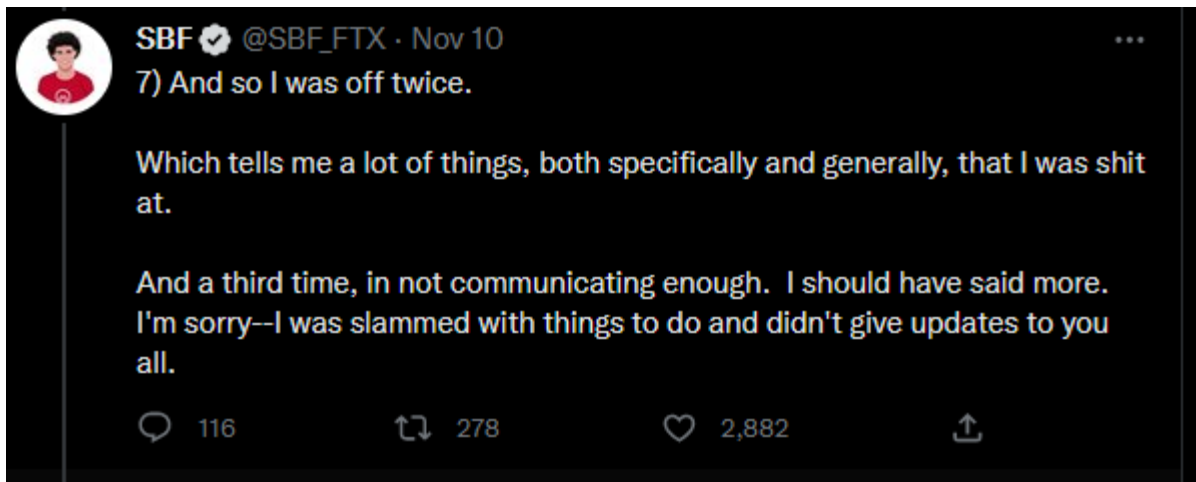 SBF @SBF_FTX · Nov 10
7) And so I was off twice.
Which tells me a lot of things, both specifically and generally, that I was shit
at.
And a third time, in not communicating enough.  I should have said more.
I'm sorry--I was slammed with things to do and didn't give updates to you
all.
116 278 2,882